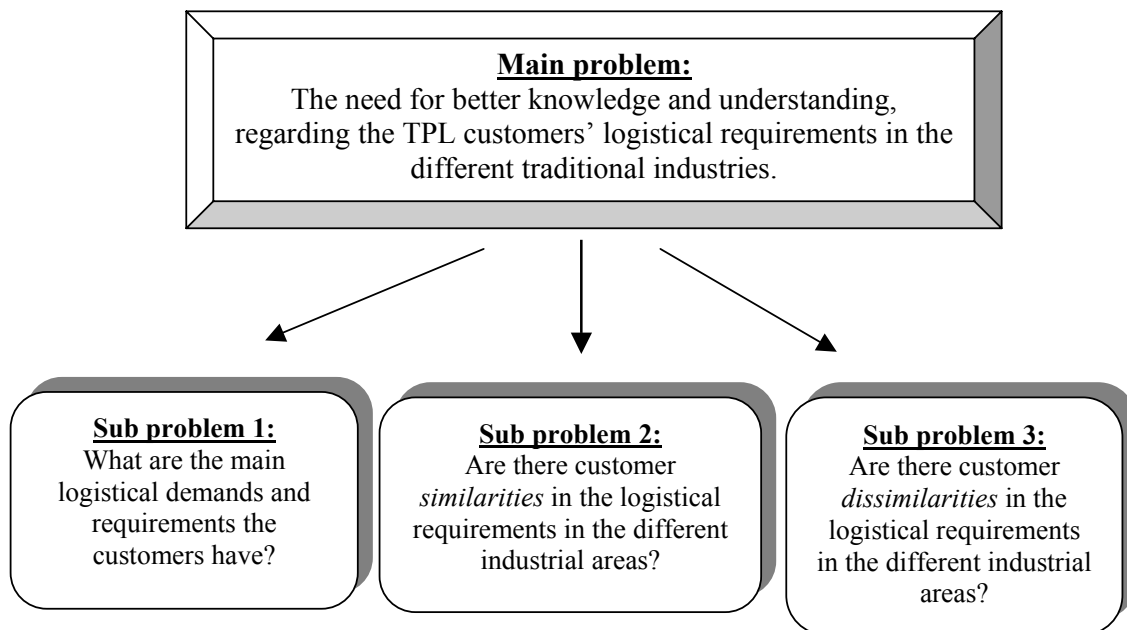 Main problem:
The need for better knowledge and understanding,
regarding the TPL customers’ logistical requirements in the
different traditional industries.
Sub problem 1:
What are the main
logistical demands and
requirements the
customers have?
Sub problem 2:
Are there customer
similarities in the logistical
requirements in the different
industrial areas?
Sub problem 3:
Are there customer
dissimilarities in the
logistical requirements
in the different industrial
areas?